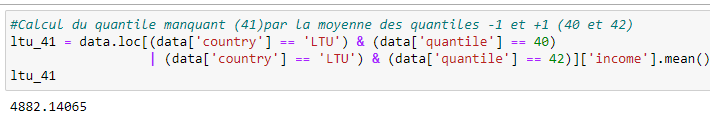 #Calcul du quantile manquant (41)par la moyenne des quantiles -1 et +1 (40 et 42)
ltu_41 = data.loc[(data['country'] == 'LTU') & (data['quantile'] == 40)
| (data['country'] == 'LTU') & (data['quantile'] == 42)]['income'].mean()
ltu_41
4882.14065